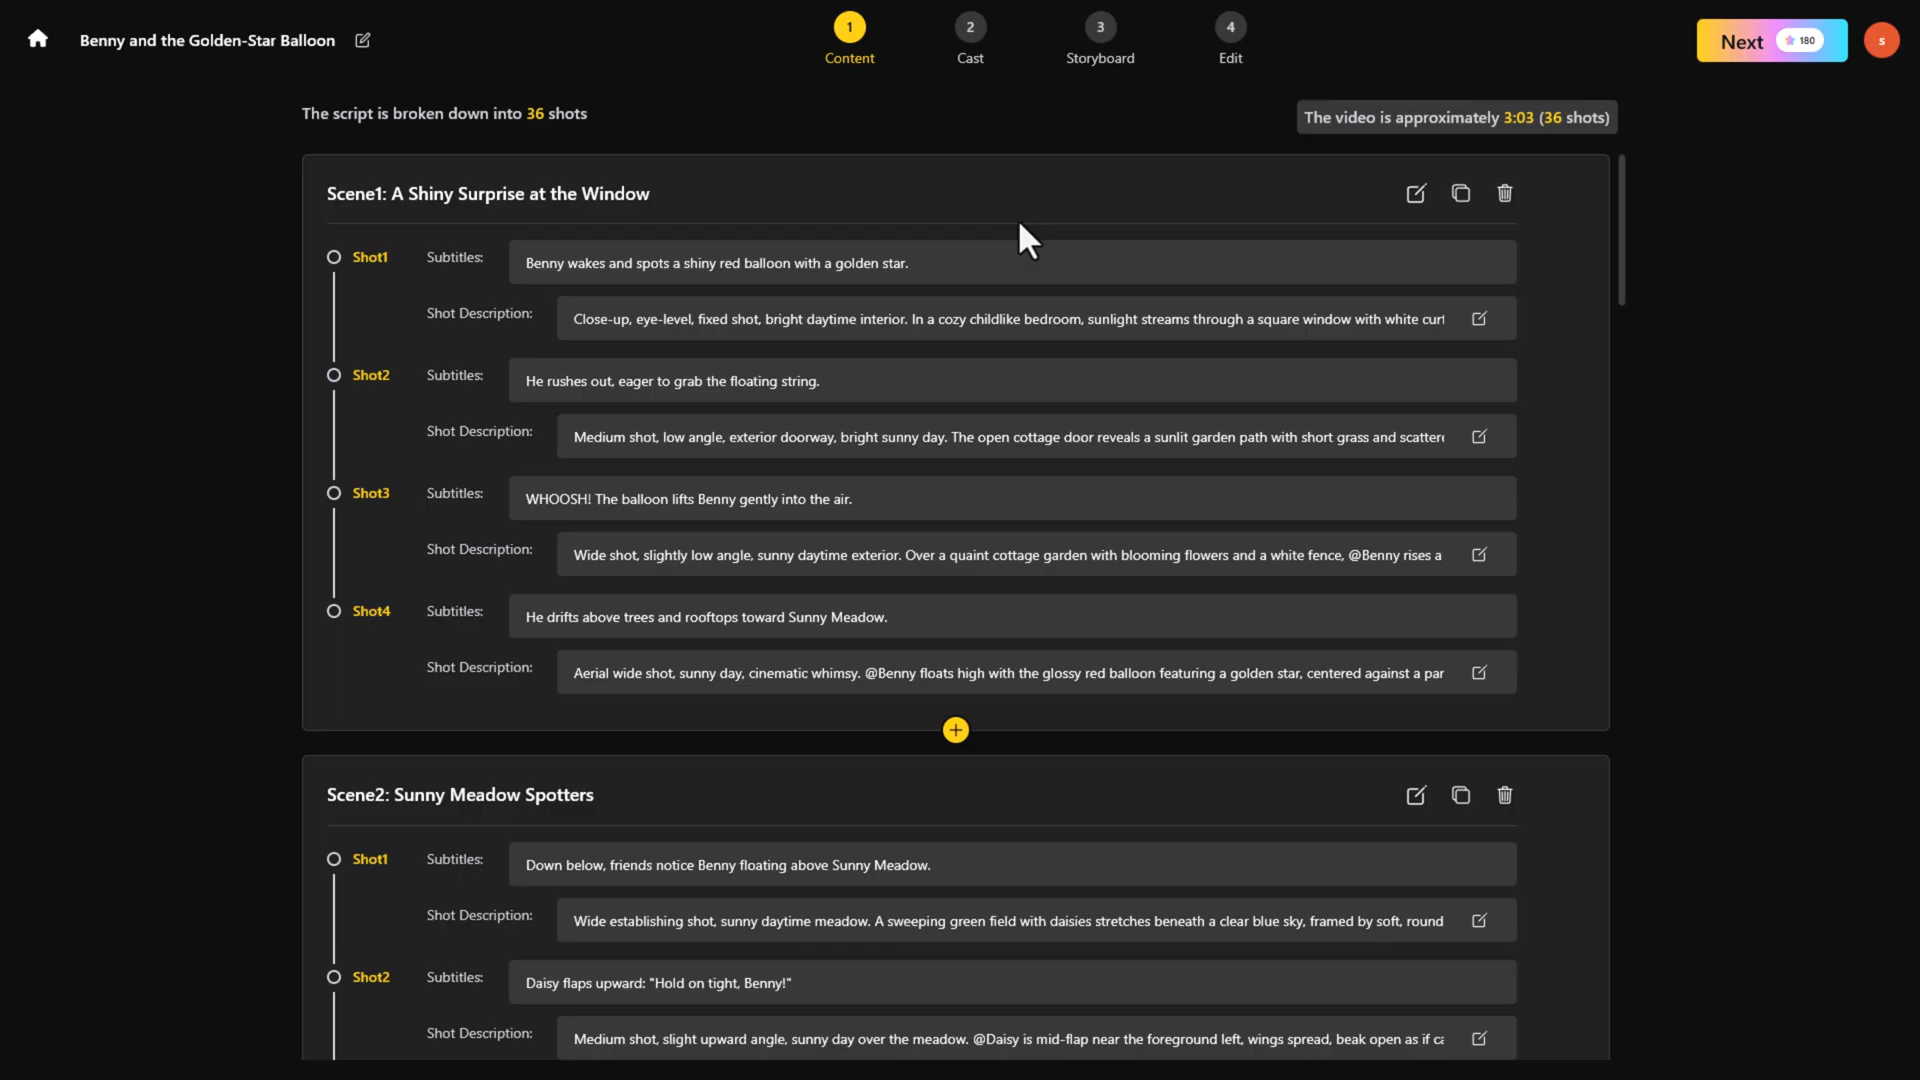 Benny and the Golden-Star Balloon
1
Content
2
Cast
3
Storyboard
4
Edit
Next
180
s
The script is broken down into 36 shots
The video is approximately 3:03 (36 shots)
Scene1: A Shiny Surprise at the Window
Shot1
Subtitles:
Benny wakes and spots a shiny red balloon with a golden star.
Shot Description:
Close-up, eye-level, fixed shot, bright daytime interior. In a cozy childlike bedroom, sunlight streams through a square window with white
Shot2
Subtitles:
He rushes out, eager to grab the floating string.
Shot Description:
Medium shot, low angle, exterior doorway, bright sunny day. The open cottage door reveals a sunlit garden path with short grass and
Shot3
Subtitles:
WHOOSH! The balloon lifts Benny gently into the air.
Shot Description:
Wide shot, slightly low angle, sunny daytime exterior. Over a quaint cottage garden with blooming flowers and a white fence, @Benny rises a
Shot4
Subtitles:
He drifts above trees and rooftops toward Sunny Meadow.
Shot Description:
Aerial wide shot, sunny day, cinematic whimsy. @Benny floats high with the glossy red balloon featuring a golden star, centered against a par
Scene2: Sunny Meadow Spotters
Shot1
Subtitles:
Down below, friends notice Benny floating above Sunny Meadow.
Shot Description:
Wide establishing shot, sunny daytime meadow. A sweeping green field with daisies stretches beneath a clear blue sky, framed by soft, round
Shot2
Subtitles:
Daisy flaps upward: "Hold on tight, Benny!"
Shot Description:
Medium shot, slight upward angle, sunny day over the meadow. @Daisy is mid-flap near the foreground left, wings spread, beak open as if